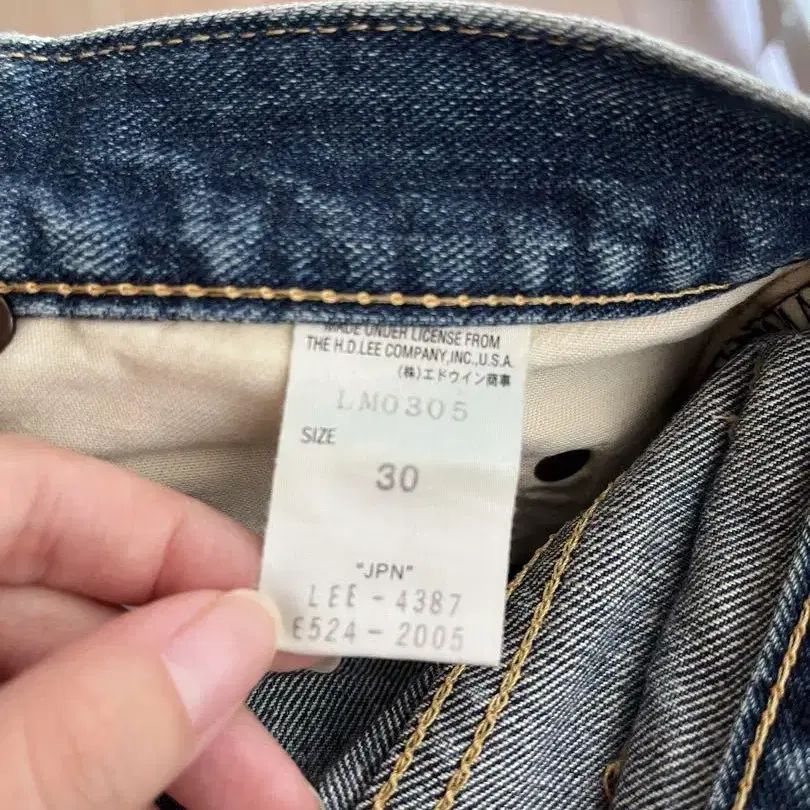 MADE UNDER LICENSE FROM
THE H.D.LEE COMPANY,INC.,U.S.A.
(株)エドウイン商事
LM0305
SIZE
30
"JPN"
LEE-4387
E524-2005